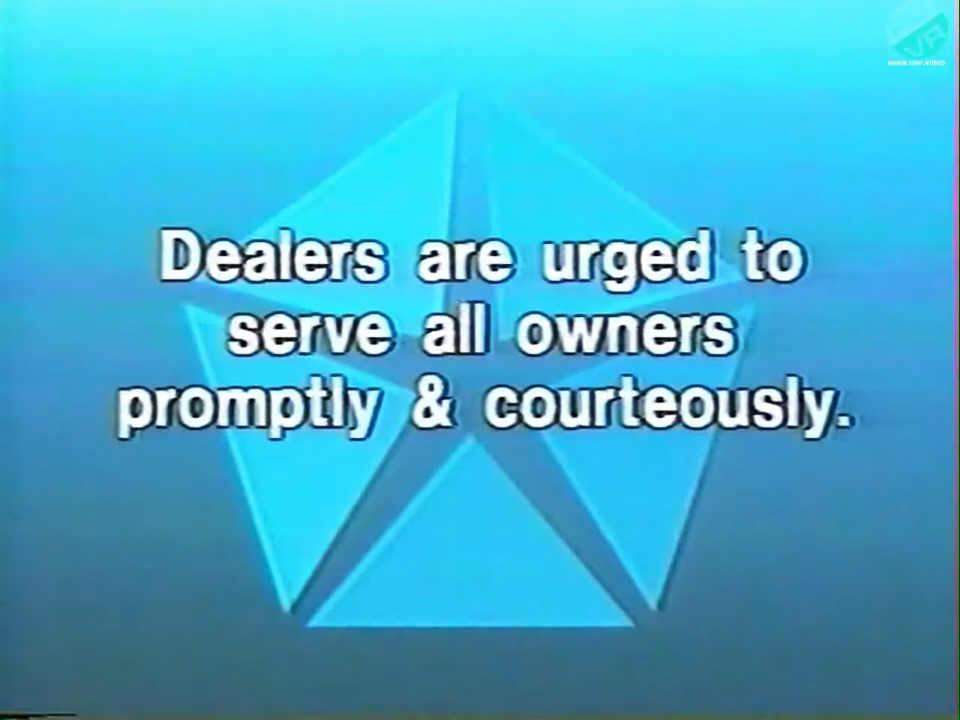 Dealers are urged to
serve all owners
promptly & courteously.